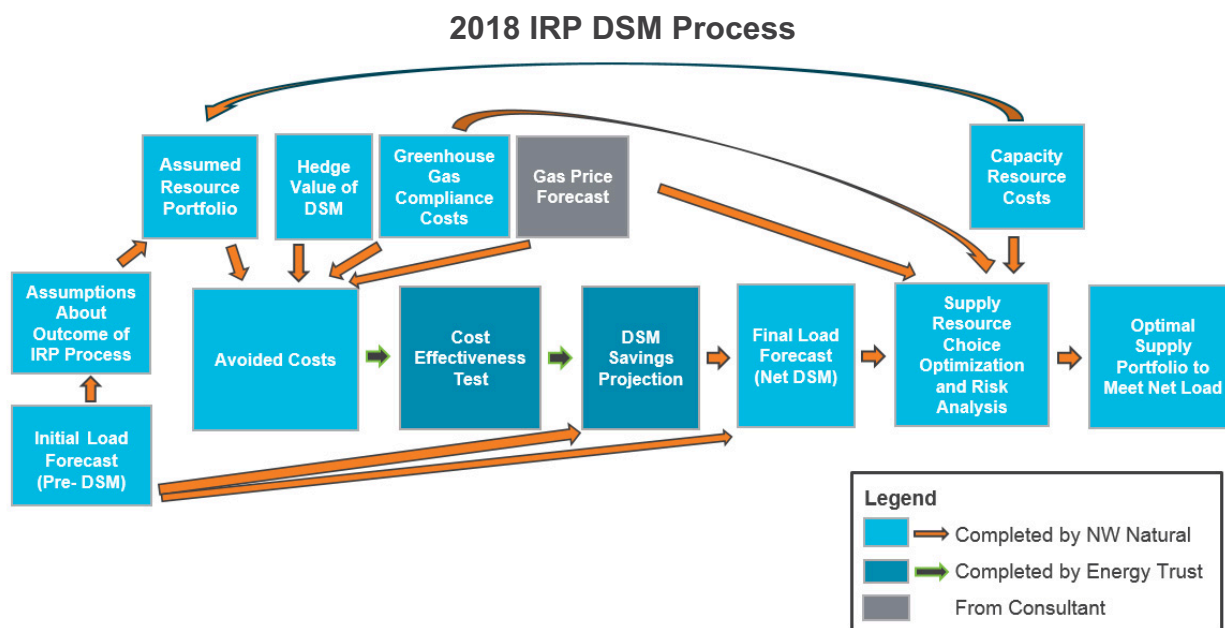 2018 IRP DSM Process
Assumed
Resource
Portfolio
Hedge
Value of
DSM
Greenhouse
Gas
Compliance
Costs
Gas Price
Forecast
Capacity
Resource
Costs
Assumptions
About
Outcome of
IRP Process
Avoided Costs
Cost
Effectiveness
Test
DSM
Savings
Projection
Final Load
Forecast
(Net DSM)
Supply
Resource
Choice
Optimization
and Risk
Analysis
Optimal
Supply
Portfolio to
Meet Net Load
Initial Load
Forecast
(Pre- DSM)
Legend
Completed by NW Natural
Completed by Energy Trust
From Consultant